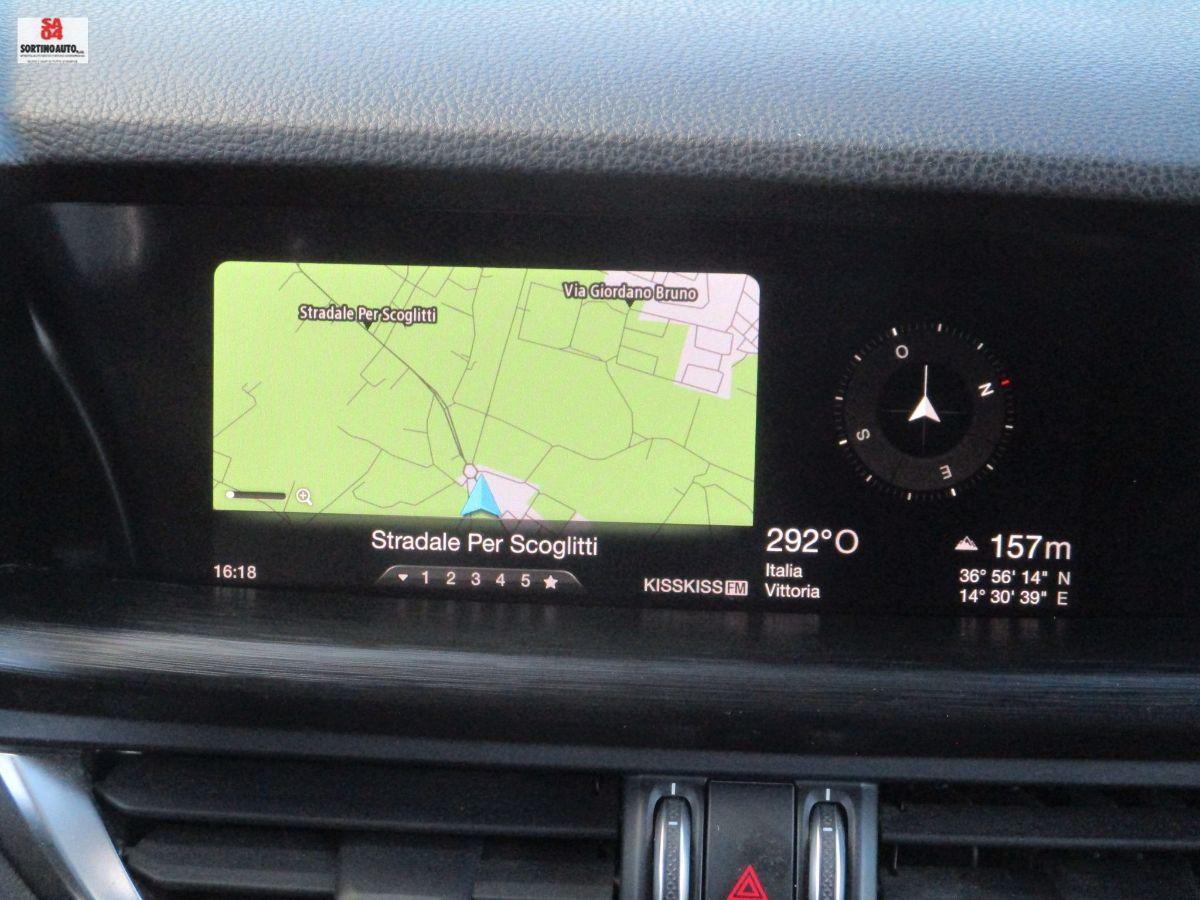 SA
04
SORTINOAUTO.
Via Giordano Bruno
Stradale Per Scoglitti
O
N
S
E
Stradale Per Scoglitti
292°O
157m
16:18
1 2 3 4 5
KISSKISS FM
Italia
Vittoria
36° 56' 14" N
14° 30' 39" E